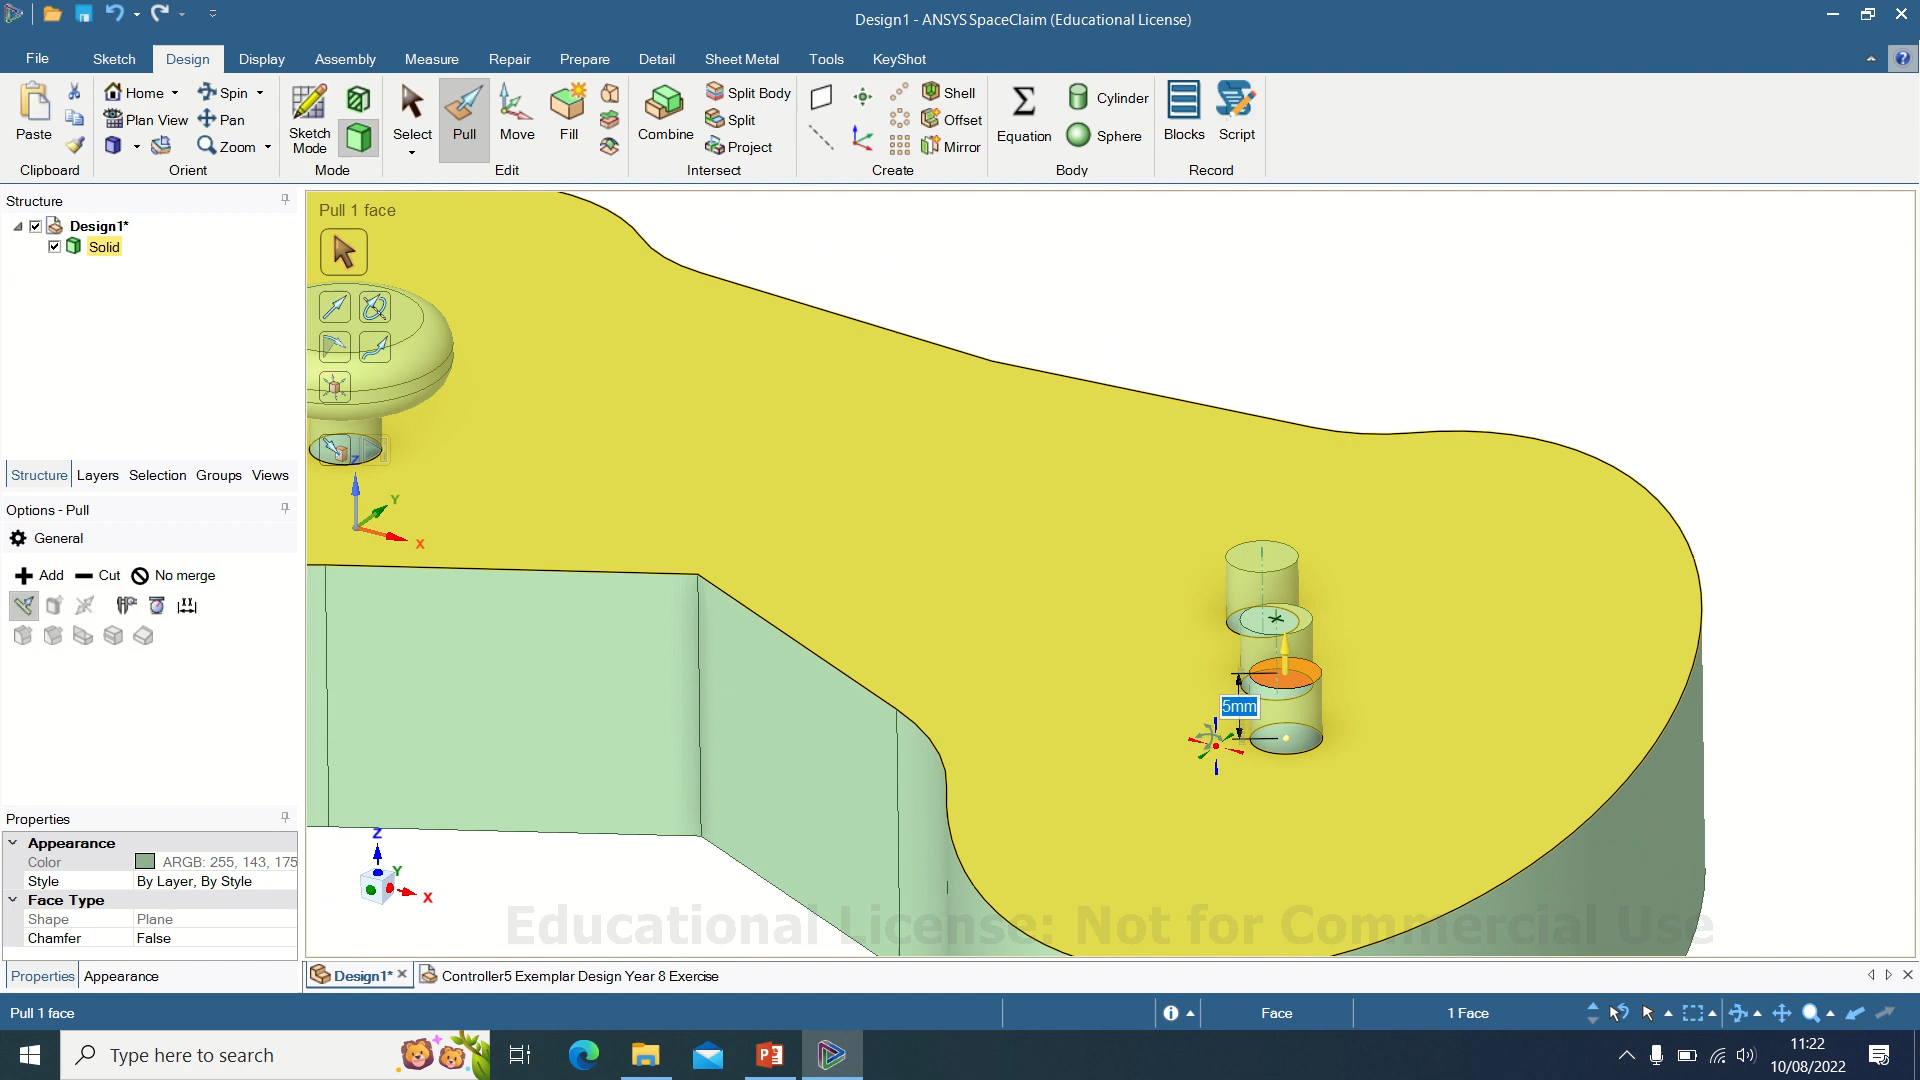 Design1 - ANSYS SpaceClaim (Educational License)
File Sketch Design Display Assembly Measure Repair Prepare Detail Sheet Metal Tools KeyShot
Paste
Clipboard
Home Spin
Plan View Pan
Zoom
Orient
Sketch Mode
Mode
Select Pull Move Fill
Edit
Combine
Split Body
Split
Project
Intersect
Shell
Offset
Mirror
Create
Equation
Cylinder
Sphere
Body
Blocks Script
Record
Structure
Design1*
Solid
Structure Layers Selection Groups Views
Options - Pull
General
Add Cut No merge
Properties
Appearance
Color ARGB: 255, 143, 175
Style By Layer, By Style
Face Type
Shape Plane
Chamfer False
Properties Appearance
Pull 1 face
Z
Y
X
5mm
Z
Y
X
Educational License: Not for Commercial Use
Design1* Controller5 Exemplar Design Year 8 Exercise
Pull 1 face Face 1 Face
Type here to search
11:22
10/08/2022